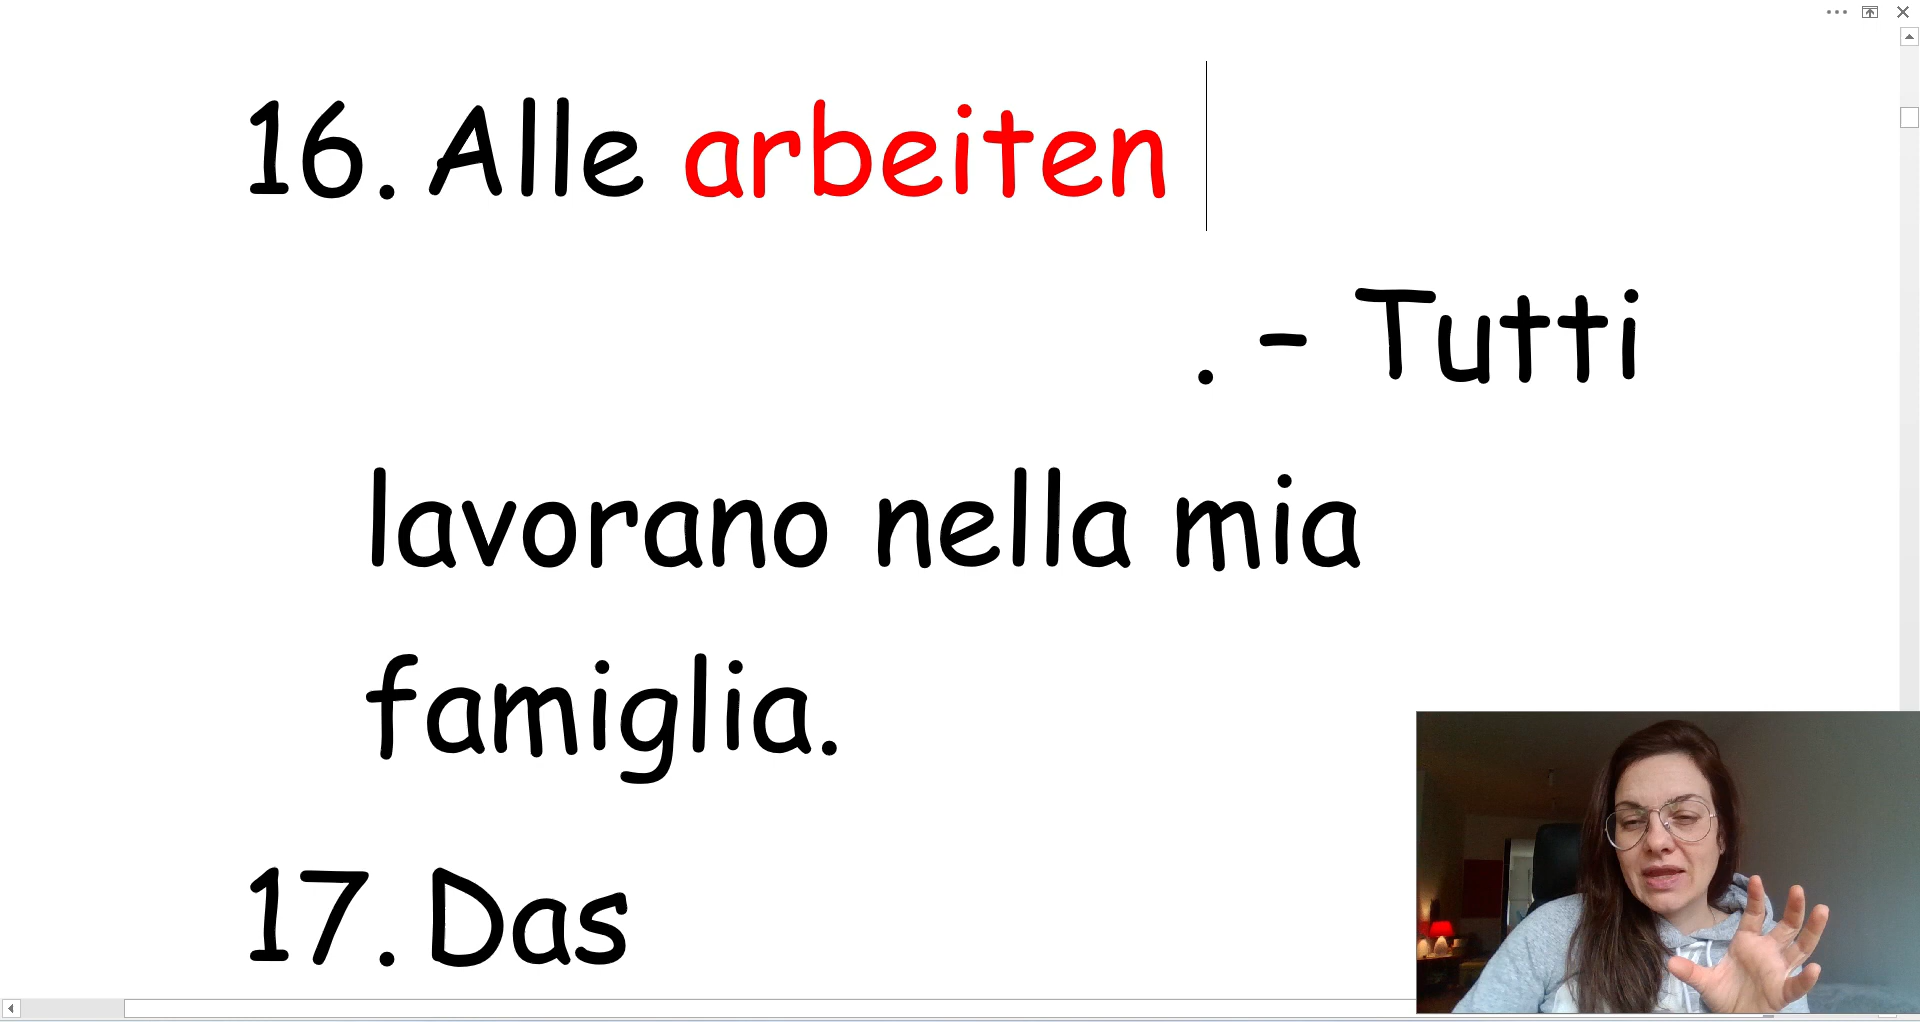 16. Alle arbeiten
. - Tutti
lavorano nella mia
famiglia.
17. Das